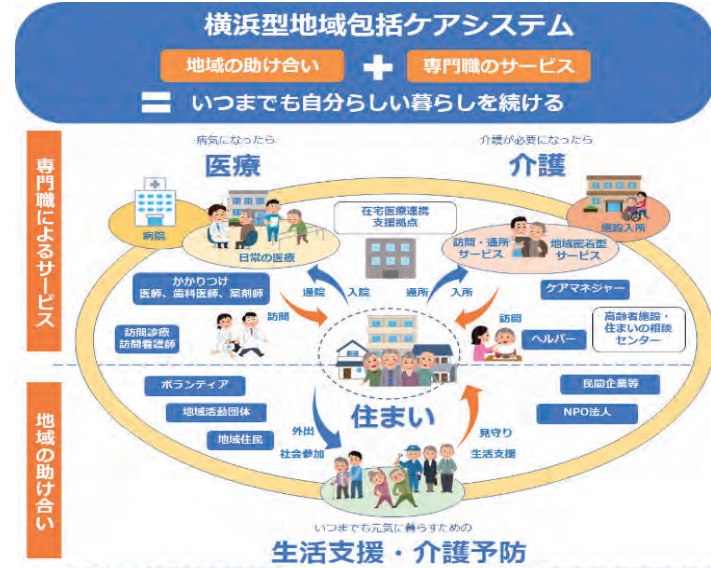 横浜型地域包括ケアシステム
地域の助け合い + 専門職のサービス
= いつまでも自分らしい暮らしを続ける
専門職によるサービス
病気になったら
医療
介護が必要になったら
介護
病院
日常の医療
在宅医療連携
支援拠点
訪問・通所
サービス
地域密着型
サービス
施設入所
かかりつけ
医師、歯科医師、薬剤師
通院
入院
通所
入所
ケアマネジャー
訪問診療
訪問看護師
訪問
訪問
ヘルパー
高齢者施設・
住まいの相談
センター
地域の助け合い
ボランティア
地域活動団体
地域住民
住まい
民間企業等
NPO法人
外出
社会参加
見守り
生活支援
いつまでも元気に暮らすための
生活支援・介護予防